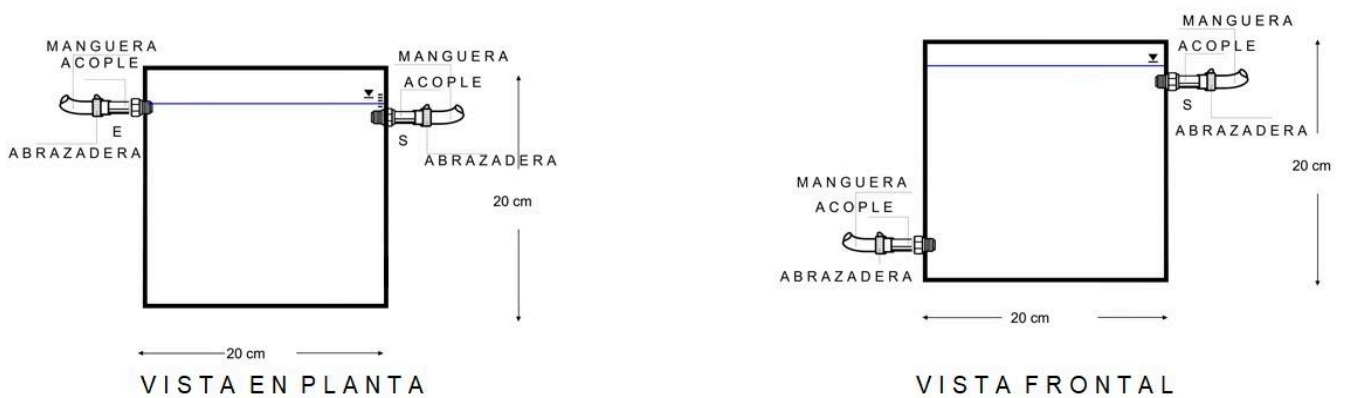 MANGUERA
ACOPLE
E
ABRAZADERA
MANGUERA
ACOPLE
S
ABRAZADERA
20 cm
20 cm
VISTA EN PLANTA
MANGUERA
ACOPLE
S
ABRAZADERA
MANGUERA
ACOPLE
ABRAZADERA
20 cm
20 cm
VISTA FRONTAL